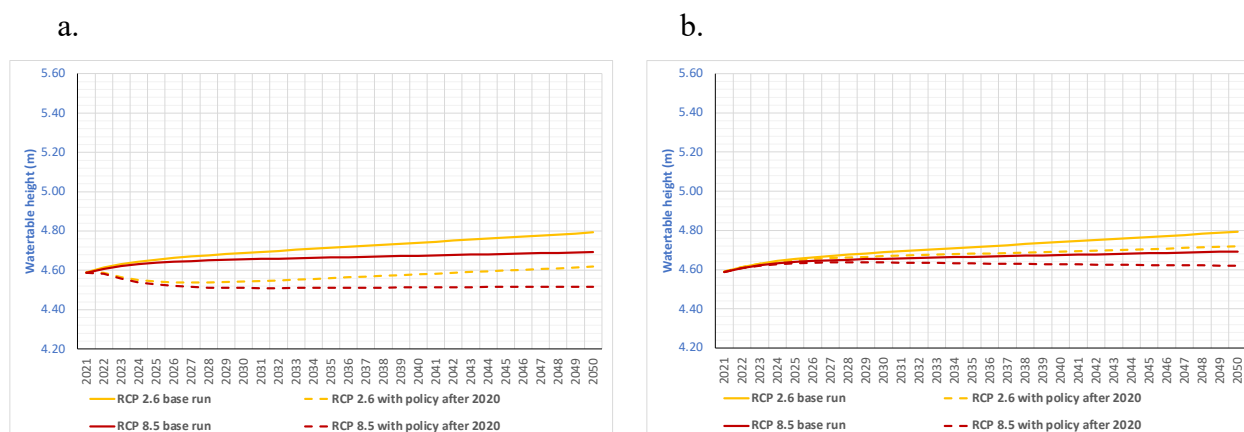 a.
5.60
5.40
5.20
5.00
4.80
4.60
4.40
4.20
Watertable height (m)
2021 2022 2023 2024 2025 2026 2027 2028 2029 2030 2031 2032 2033 2034 2035 2036 2037 2038 2039 2040 2041 2042 2043 2044 2045 2046 2047 2048 2049 2050
RCP 2.6 base run RCP 2.6 with policy after 2020
RCP 8.5 base run RCP 8.5 with policy after 2020
b.
5.60
5.40
5.20
5.00
4.80
4.60
4.40
4.20
Watertable height (m)
2021 2022 2023 2024 2025 2026 2027 2028 2029 2030 2031 2032 2033 2034 2035 2036 2037 2038 2039 2040 2041 2042 2043 2044 2045 2046 2047 2048 2049 2050
RCP 2.6 base run RCP 2.6 with policy after 2020
RCP 8.5 base run RCP 8.5 with policy after 2020